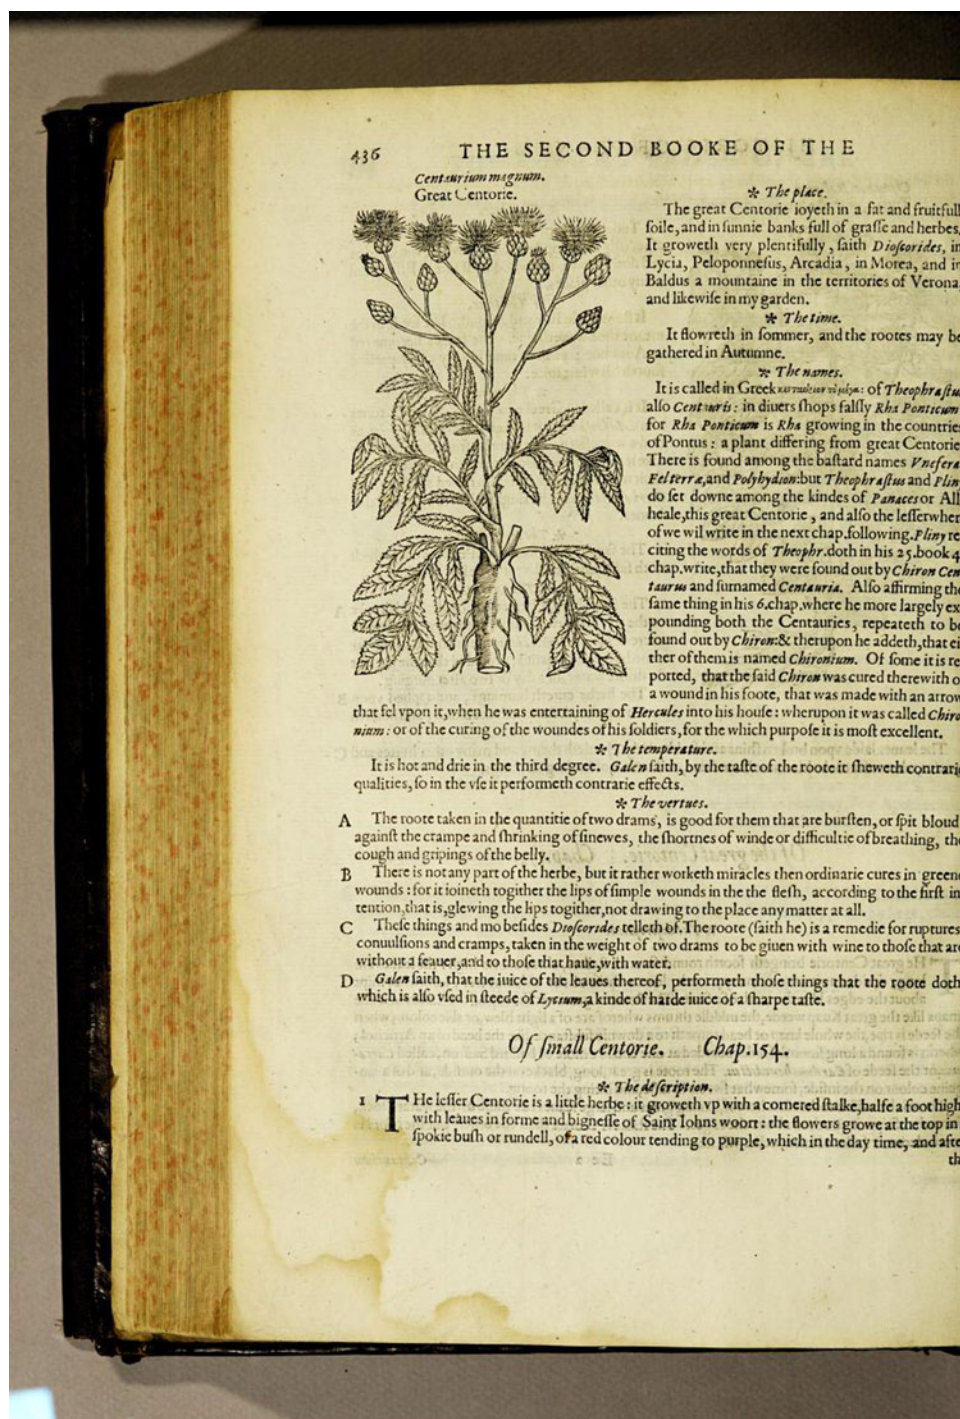 436 THE SECOND BOOKE OF THE
Centaurium magnum.
Great Centorie.
✻ The place.
The great Centorie ioyeth in a fat and fruitfull
ſoile, and in ſunnie banks full of graſſe and herbes.
It groweth very plentifully, ſaith Dioſcorides, in
Lycia, Peloponneſus, Arcadia, in Morea, and in
Baldus a mountaine in the territories of Verona,
and likewiſe in my garden.
✻ The time.
It flowreth in ſommer, and the rootes may be
gathered in Autumne.
✻ The names.
It is called in Greek of Theophraſtus
alſo Centauris: in diuers ſhops falſly Rha Ponticum
for Rha Ponticum is Rha growing in the countries
of Pontus: a plant differing from great Centorie
There is found among the baſtard names Vnefera
Felterræ, and Polyhydion: but Theophraſtus and Plin
do ſet downe among the kindes of Panaces or All
heale, this great Centorie, and alſo the leſſer wher
of we wil write in the next chap. following. Pliny re
citing the words of Theophr. doth in his 25. book 4
chap. write, that they were found out by Chiron Cen
taurus and ſurnamed Centauria. Alſo affirming the
ſame thing in his 6. chap. where he more largely ex
pounding both the Centauries, repeateth to be
found out by Chiron: & therupon he addeth, that ei
ther of them is named Chironium. Of ſome it is re
ported, that the ſaid Chiron was cured therewith o
a wound in his foote, that was made with an arrow
that fel vpon it, when he was entertaining of Hercules into his houſe: wherupon it was called Chiro
nium: or of the curing of the woundes of his ſoldiers, for the which purpoſe it is moſt excellent.
✻ The temperature.
It is hot and drie in the third degree. Galen ſaith, by the taſte of the roote it ſheweth contrarie
qualities, ſo in the vſe it performeth contrarie effects.
✻ The vertues.
A The roote taken in the quantitie of two drams, is good for them that are burſten, or ſpit bloud
againſt the crampe and ſhrinking of ſinewes, the ſhortnes of winde or difficultie of breathing, the
cough and gripings of the belly.
B There is not any part of the herbe, but it rather worketh miracles then ordinarie cures in greene
wounds: for it ioineth togither the lips of ſimple wounds in the the fleſh, according to the firſt in
tention, that is, glewing the lips togither, not drawing to the place any matter at all.
C Theſe things and mo beſides Dioſcorides telleth of. The roote (ſaith he) is a remedie for ruptures
conuulſions and cramps, taken in the weight of two drams to be giuen with wine to thoſe that are
without a feauer, and to thoſe that haue, with water.
D Galen ſaith, that the iuice of the leaues thereof, performeth thoſe things that the roote doth
which is alſo vſed in ſteede of Lycium, a kinde of harde iuice of a ſharpe taſte.
Of ſmall Centorie. Chap. 154.
✻ The deſcription.
1 THe leſſer Centorie is a little herbe: it groweth vp with a cornered ſtalke, halfe a foot high
with leaues in forme and bigneſſe of Saint Iohns woort: the flowers growe at the top in
ſpokie buſh or rundell, of a red colour tending to purple, which in the day time, and afte
th